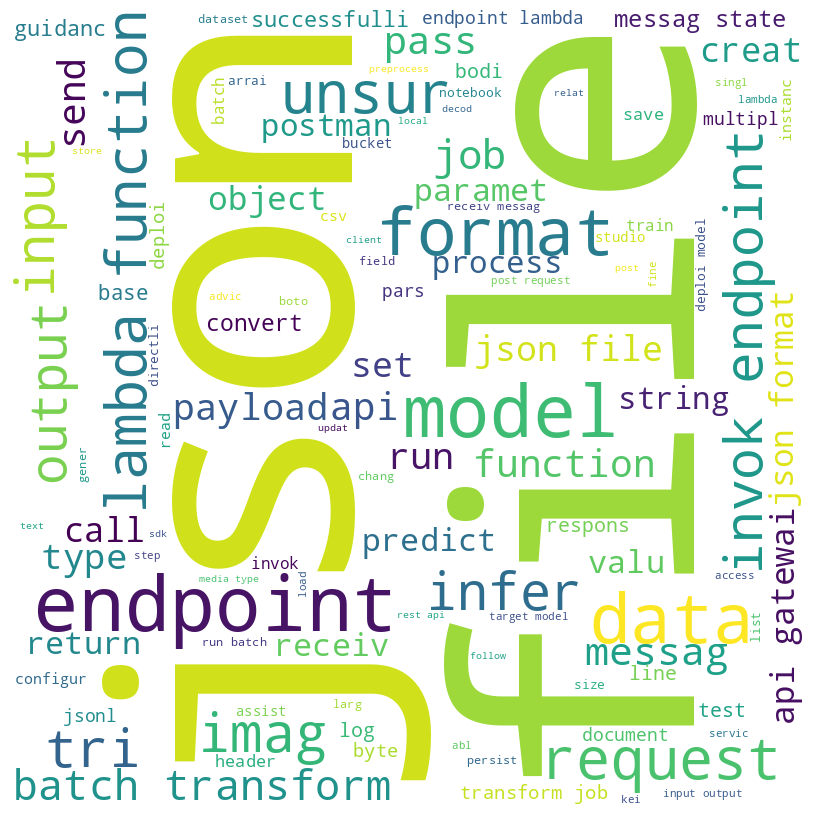 dataset
successfulli
endpoint lambda
messag state
guidanc
pass
creat
preprocess
bodi
arrai
unsur
send
batch
notebook
decod
relat
singl
lambda
instanc
save
multipl
postman
local
bucket
store
job
lambda function
json
file
input
object
paramet
receiv messag
deploi
csv
format
train
studio
client
field
process
post request
post
fine
deploi model
invok endpoint
base
advic
boto
pars
convert
directli
output
json file
json format
set
payloadapi
model
string
updat
read
gener
run
function
chang
text
call
sdk
step
type
predict
respons
invok
load
media type
valu
access
api gatewai
endpoint
infer
rest api
target model
data
list
return
run batch
receiv
follow
messag
configur
size
line
jsonl
assist
larg
imag
log
test
tri
header
byte
abl
persist
document
servic
request
batch transform
transform job
kei
input output